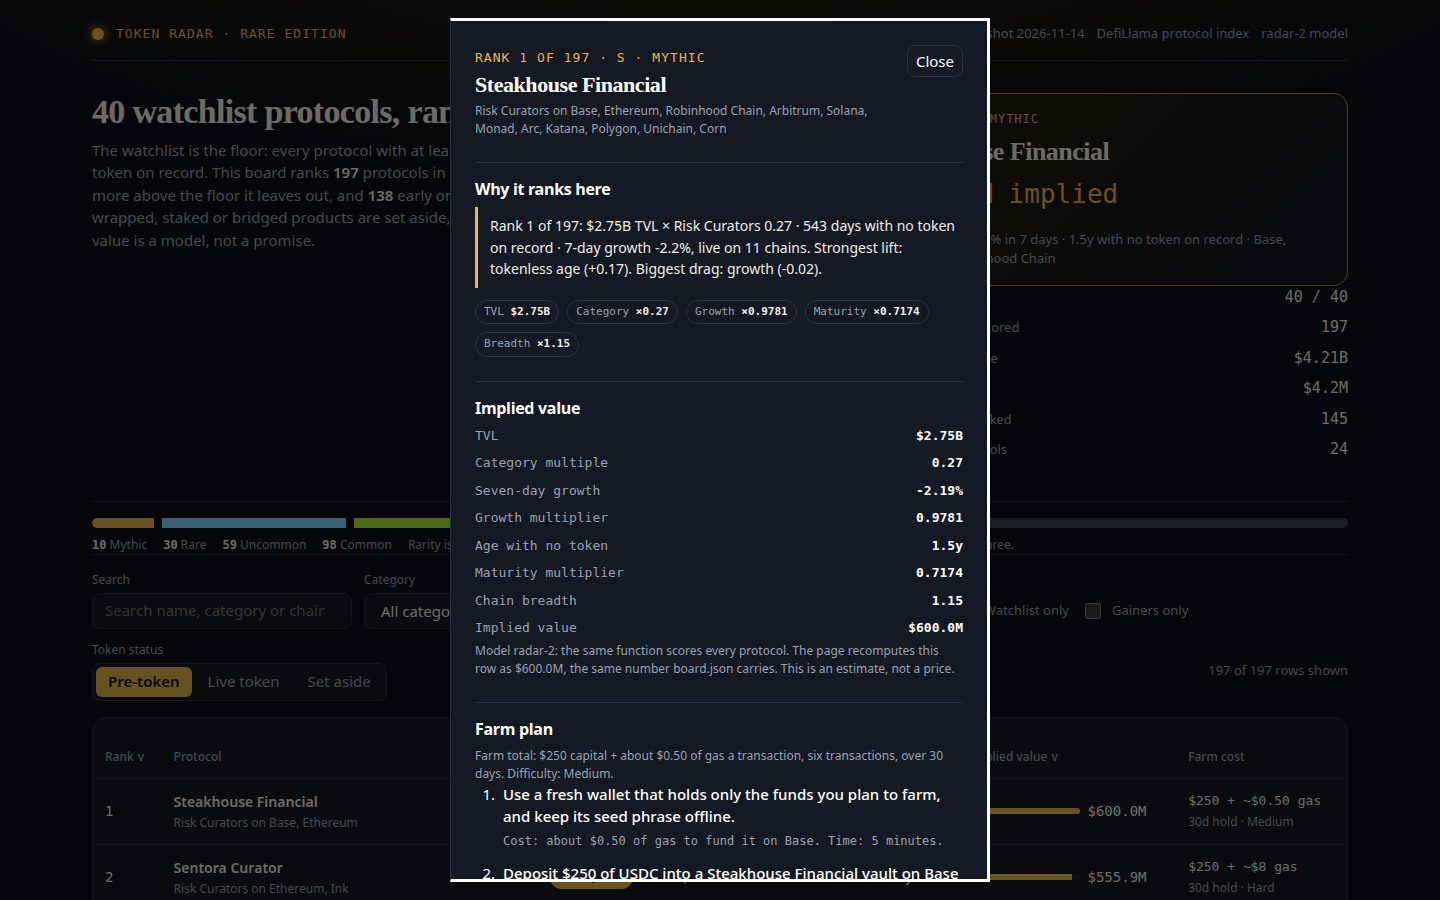 TOKEN RADAR · RARE EDITION
2026-11-14 DefiLlama protocol index radar-2 model
40 watchlist protocols,
The watchlist is the floor: every protocol with at
token on record. This board ranks 197 protocols in
more above the floor it leaves out, and 138 early
wrapped, staked or bridged products are set aside,
value is a model, not a promise.
MYTHIC
Financial
implied
% in 7 days · 1.5y with no token on record · Base,
Chain
40 / 40
197
$4.21B
$4.2M
145
24
10 Mythic 30 Rare 59 Uncommon 98 Common Rarity
Search
Category
Search name, category or chain
All
only
Gainers only
Token status
Pre-token
Live token
Set aside
197 of 197 rows shown
Rank v
Protocol
value v
Farm cost
1
Steakhouse Financial
Risk Curators on Base, Ethereum
$600.0M
$250 + ~$0.50 gas
30d hold · Medium
2
Sentora Curator
Risk Curators on Ethereum, Ink
$555.9M
$250 + ~$8 gas
30d hold · Hard
RANK 1 OF 197 · S · MYTHIC
Close
Steakhouse Financial
Risk Curators on Base, Ethereum, Robinhood Chain, Arbitrum, Solana,
Monad, Arc, Katana, Polygon, Unichain, Corn
Why it ranks here
Rank 1 of 197: $2.75B TVL × Risk Curators 0.27 · 543 days with no token
on record · 7-day growth -2.2%, live on 11 chains. Strongest lift:
tokenless age (+0.17). Biggest drag: growth (-0.02).
TVL $2.75B
Category ×0.27
Growth ×0.9781
Maturity ×0.7174
Breadth ×1.15
Implied value
TVL $2.75B
Category multiple 0.27
Seven-day growth -2.19%
Growth multiplier 0.9781
Age with no token 1.5y
Maturity multiplier 0.7174
Chain breadth 1.15
Implied value $600.0M
Model radar-2: the same function scores every protocol. The page recomputes this
row as $600.0M, the same number board.json carries. This is an estimate, not a price.
Farm plan
Farm total: $250 capital + about $0.50 of gas a transaction, six transactions, over 30
days. Difficulty: Medium.
1. Use a fresh wallet that holds only the funds you plan to farm,
and keep its seed phrase offline.
Cost: about $0.50 of gas to fund it on Base. Time: 5 minutes.
2. Deposit $250 of USDC into a Steakhouse Financial vault on Base